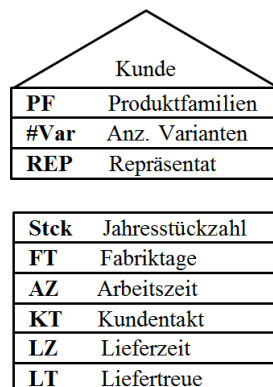 Kunde
PF Produktfamilien
#Var Anz. Varianten
REP Repräsentat
Stck Jahresstückzahl
FT Fabriktage
AZ Arbeitszeit
KT Kundentakt
LZ Lieferzeit
LT Liefertreue